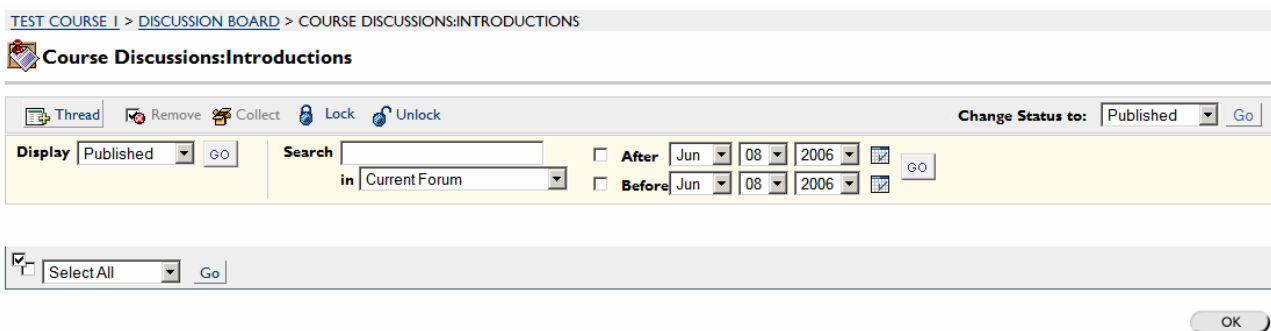 TEST COURSE 1 > DISCUSSION BOARD > COURSE DISCUSSIONS:INTRODUCTIONS
Course Discussions:Introductions
Thread Remove Collect Lock Unlock Change Status to: Published Go
Display Published GO Search After Jun 08 2006 GO
in Current Forum Before Jun 08 2006
Select All Go
OK